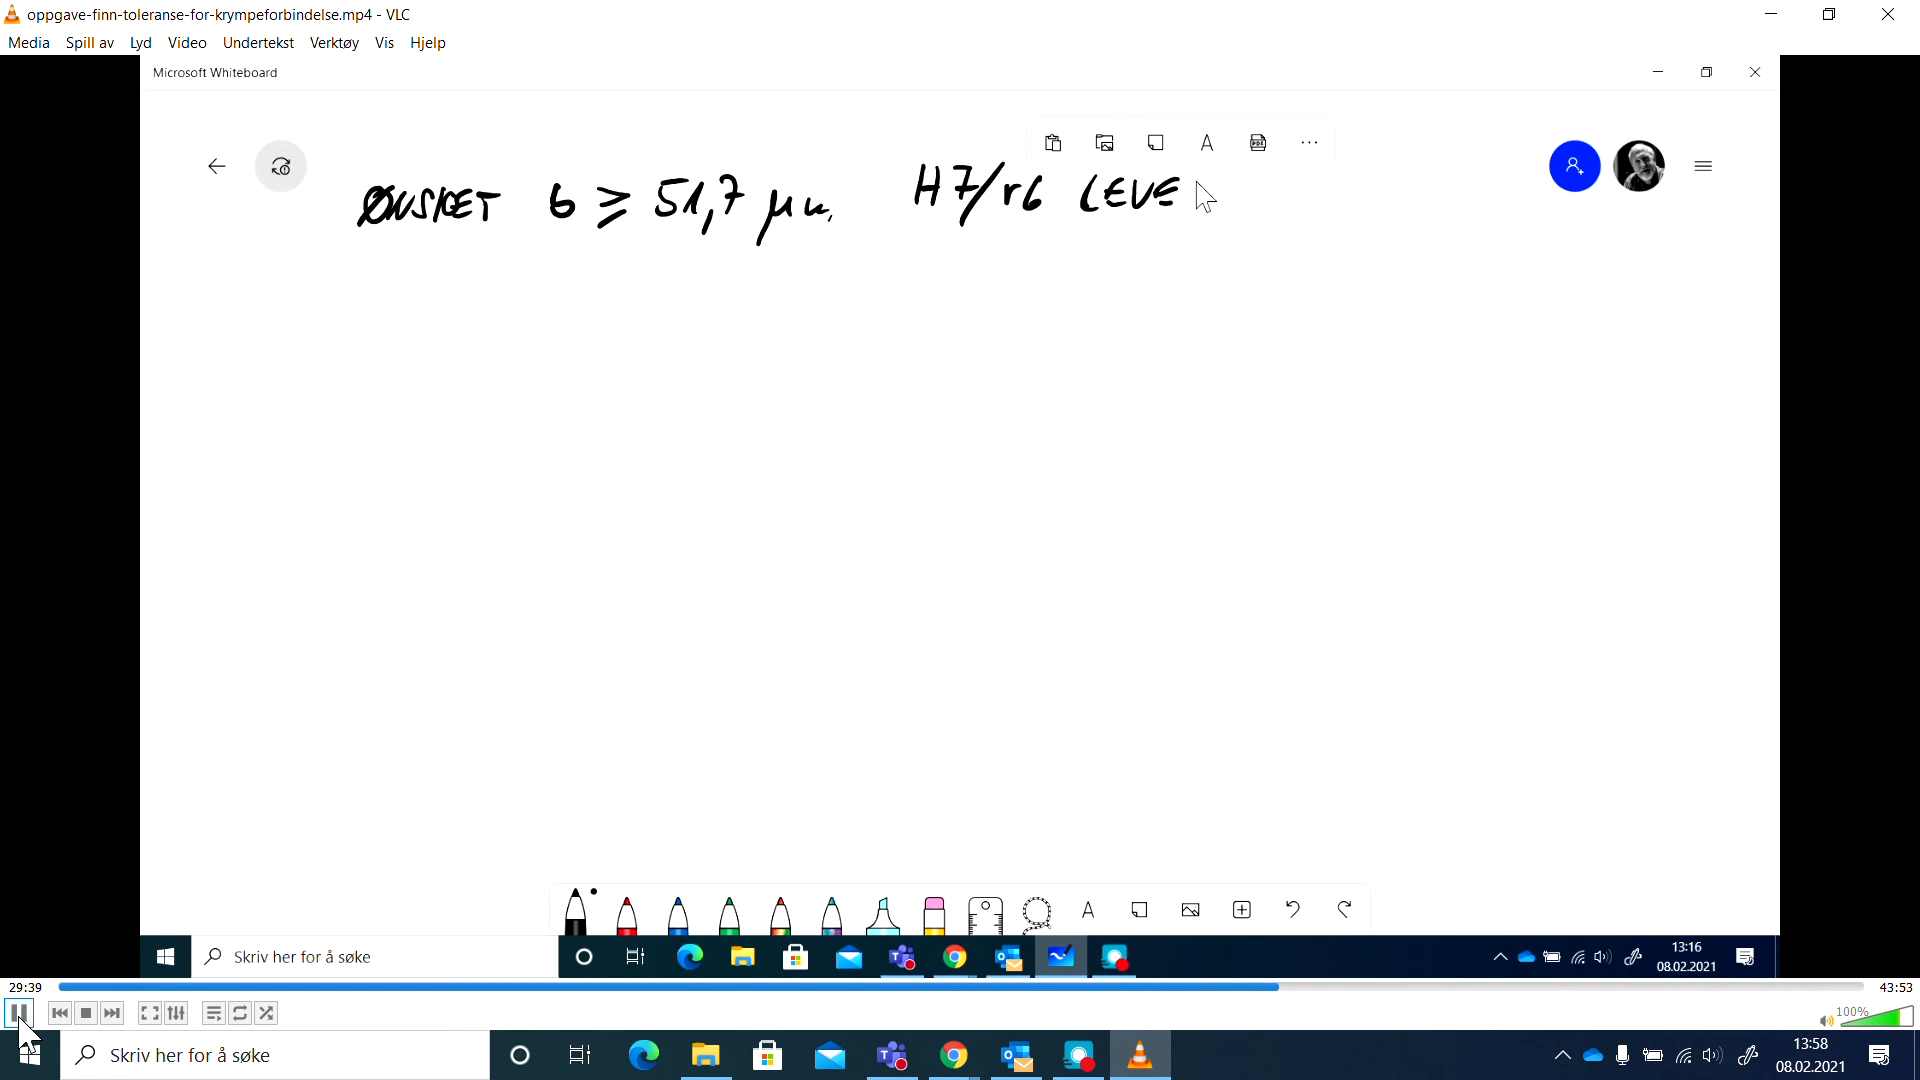 oppgave-finn-toleranse-for-krympeforbindelse.mp4 - VLC
Media Spill av Lyd Video Undertekst Verktøy Vis Hjelp
Microsoft Whiteboard
ØNSKET δ ≥ 51,7 μm. H7/r6 LEVE
Skriv her for å søke
13:16
08.02.2021
29:39
43:53
100%
Skriv her for å søke
13:58
08.02.2021